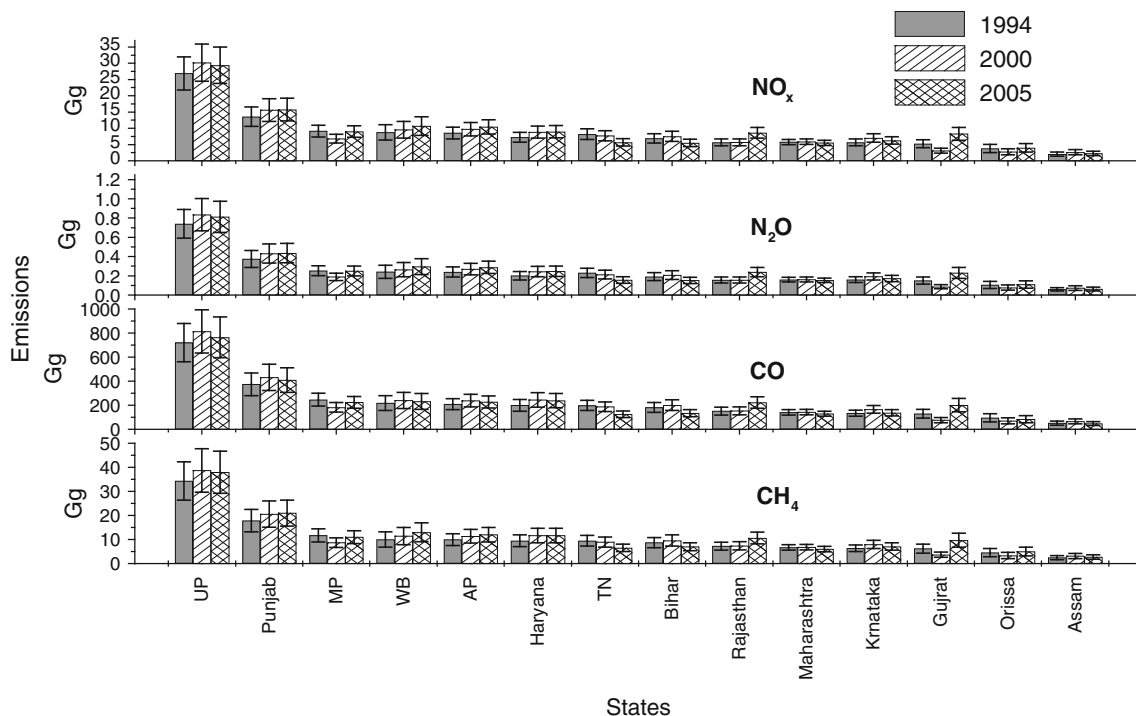 1994
2000
2005
Emissions
Gg
35
30
25
20
15
10
5
0
NOx
Gg
1.2
1.0
0.8
0.6
0.4
0.2
0.0
N2O
Gg
1000
800
600
400
200
0
CO
Gg
50
40
30
20
10
0
CH4
UP
Punjab
MP
WB
AP
Haryana
TN
Bihar
Rajasthan
Maharashtra
Krnataka
Gujrat
Orissa
Assam
States